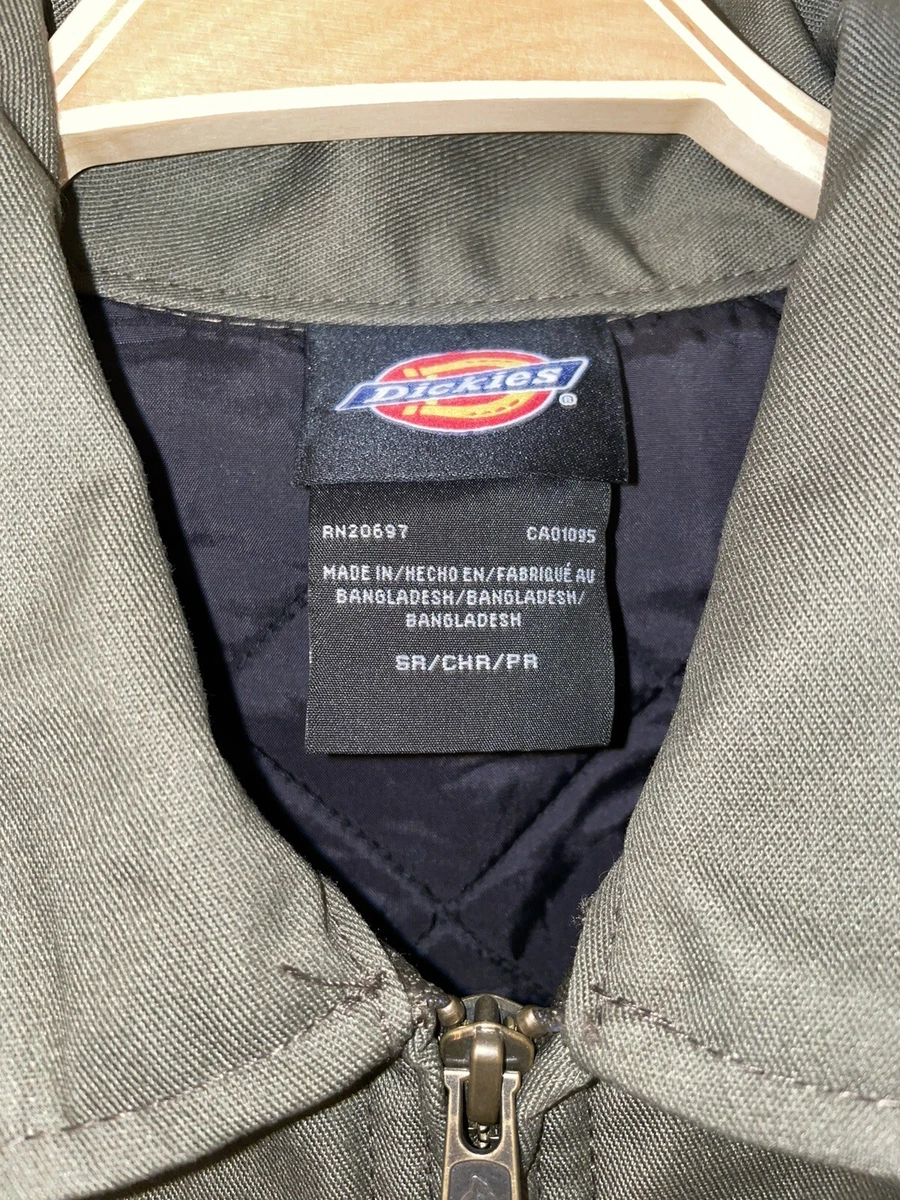 Dickies®
RN20697 CA01095
MADE IN/HECHO EN/FABRIQUÉ AU
BANGLADESH/BANGLADESH/
BANGLADESH
SR/CHR/PR